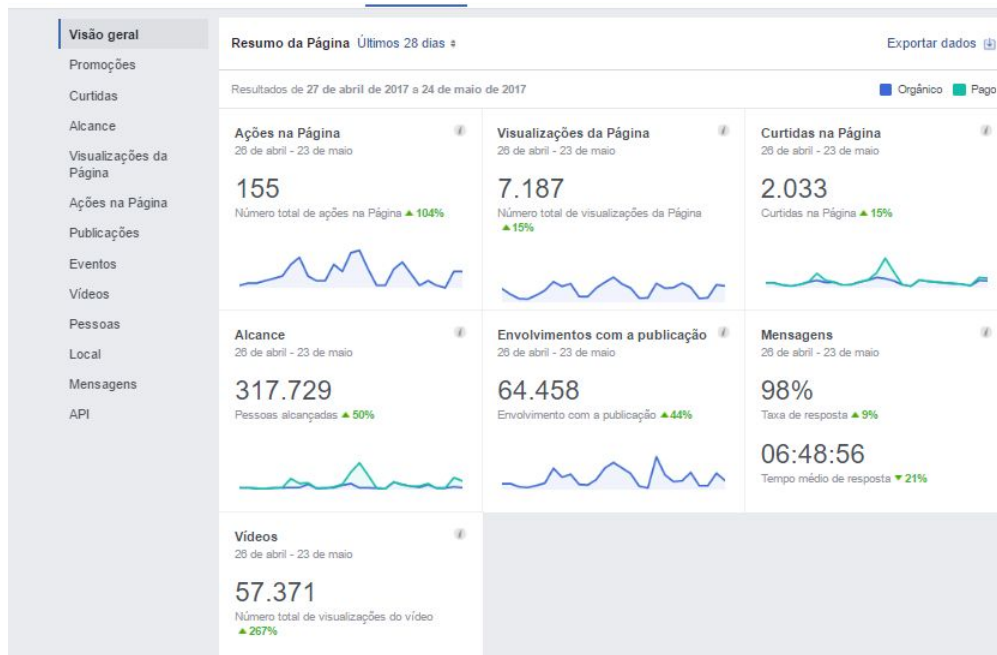 Visão geral
Promoções
Curtidas
Alcance
Visualizações da
Página
Ações na Página
Publicações
Eventos
Vídeos
Pessoas
Local
Mensagens
API
Resumo da Página Últimos 28 dias
Exportar dados
Resultados de 27 de abril de 2017 a 24 de maio de 2017
Orgânico Pago
Ações na Página
26 de abril - 23 de maio
155
Número total de ações na Página ▲ 104%
Visualizações da Página
26 de abril - 23 de maio
7.187
Número total de visualizações da Página
▲ 15%
Curtidas na Página
26 de abril - 23 de maio
2.033
Curtidas na Página ▲ 15%
Alcance
26 de abril - 23 de maio
317.729
Pessoas alcançadas ▲ 50%
Envolvimentos com a publicação
26 de abril - 23 de maio
64.458
Envolvimento com a publicação ▲ 44%
Mensagens
26 de abril - 23 de maio
98%
Taxa de resposta ▲ 9%
06:48:56
Tempo médio de resposta ▼ 21%
Vídeos
26 de abril - 23 de maio
57.371
Número total de visualizações do vídeo
▲ 267%